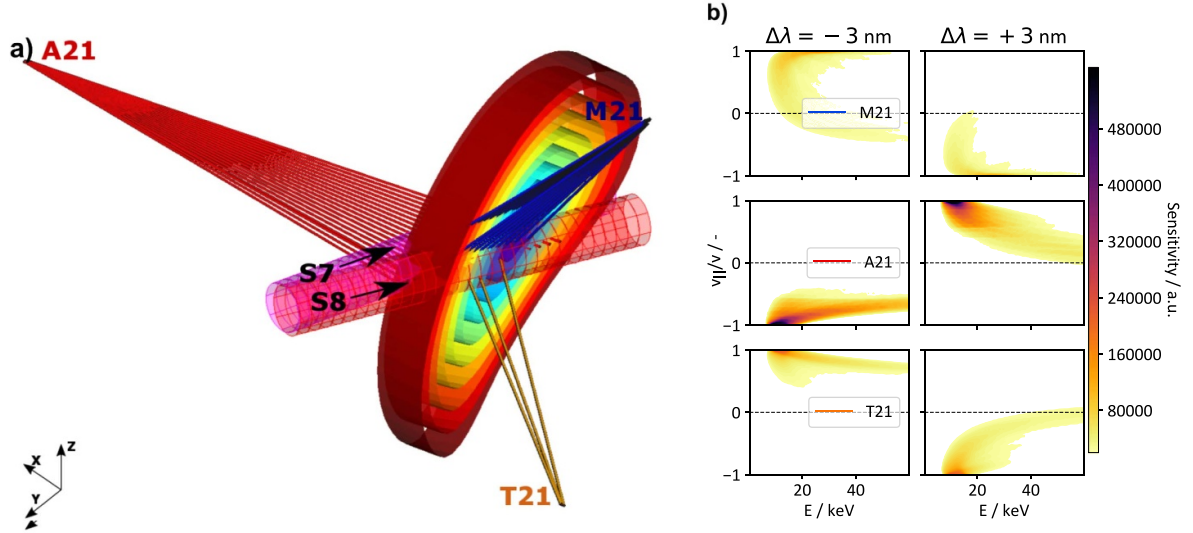 a) A21
M21
S7
S8
T21
X
Z
Y
b)
Δλ = − 3 nm
Δλ = + 3 nm
1
0
−1
M21
1
0
−1
A21
1
0
−1
T21
v||/v / -
20 40
20 40
E / keV
E / keV
480000
400000
320000
240000
160000
80000
Sensitivity / a.u.